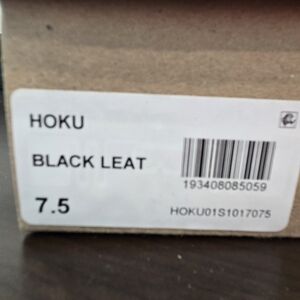 HOKU
BLACK LEAT
193408085059
7.5
HOKU01S1017075